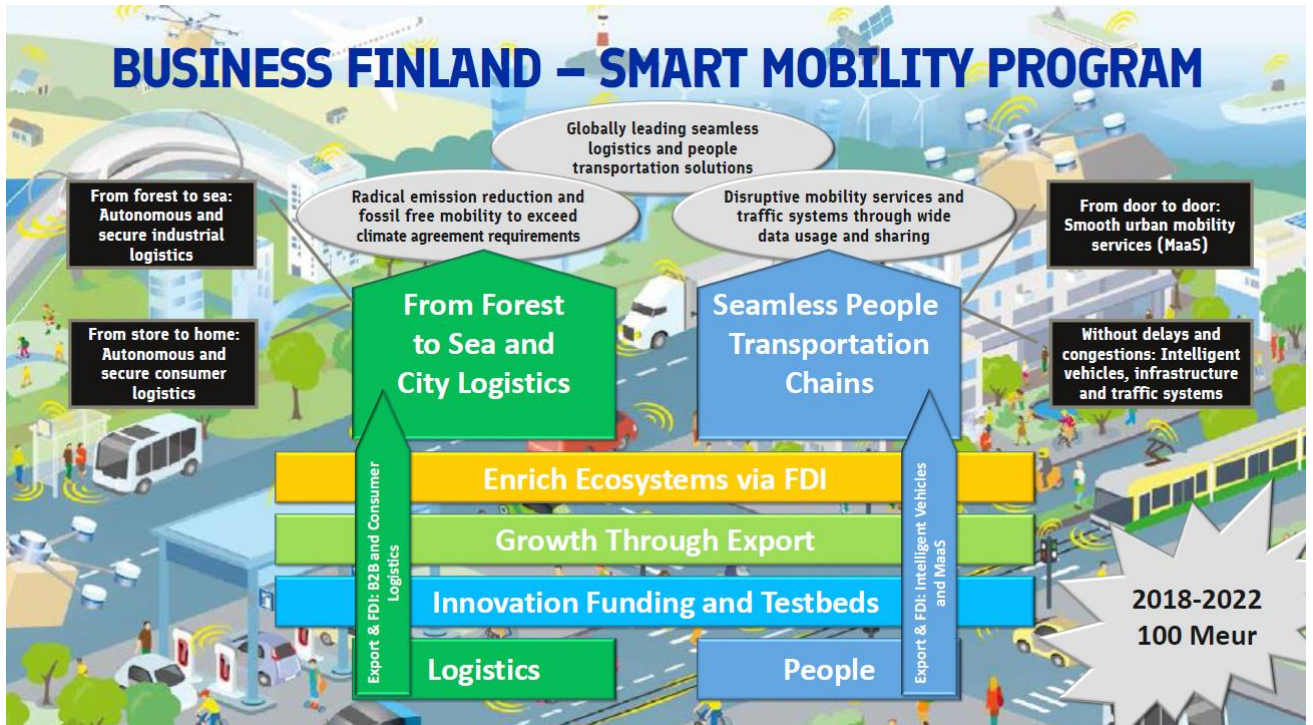 BUSINESS FINLAND – SMART MOBILITY PROGRAM
Globally leading seamless
logistics and people
transportation solutions
Radical emission reduction and
fossil free mobility to exceed
climate agreement requirements
Disruptive mobility services and
traffic systems through wide
data usage and sharing
From forest to sea:
Autonomous and
secure industrial
logistics
From store to home:
Autonomous and
secure consumer
logistics
From door to door:
Smooth urban mobility
services (MaaS)
Without delays and
congestions: Intelligent
vehicles, infrastructure
and traffic systems
From Forest
to Sea and
City Logistics
Seamless People
Transportation
Chains
Enrich Ecosystems via FDI
Growth Through Export
Innovation Funding and Testbeds
Logistics
People
Export & FDI: B2B and Consumer
Logistics
Export & FDI: Intelligent Vehicles
and MaaS
2018-2022
100 Meur